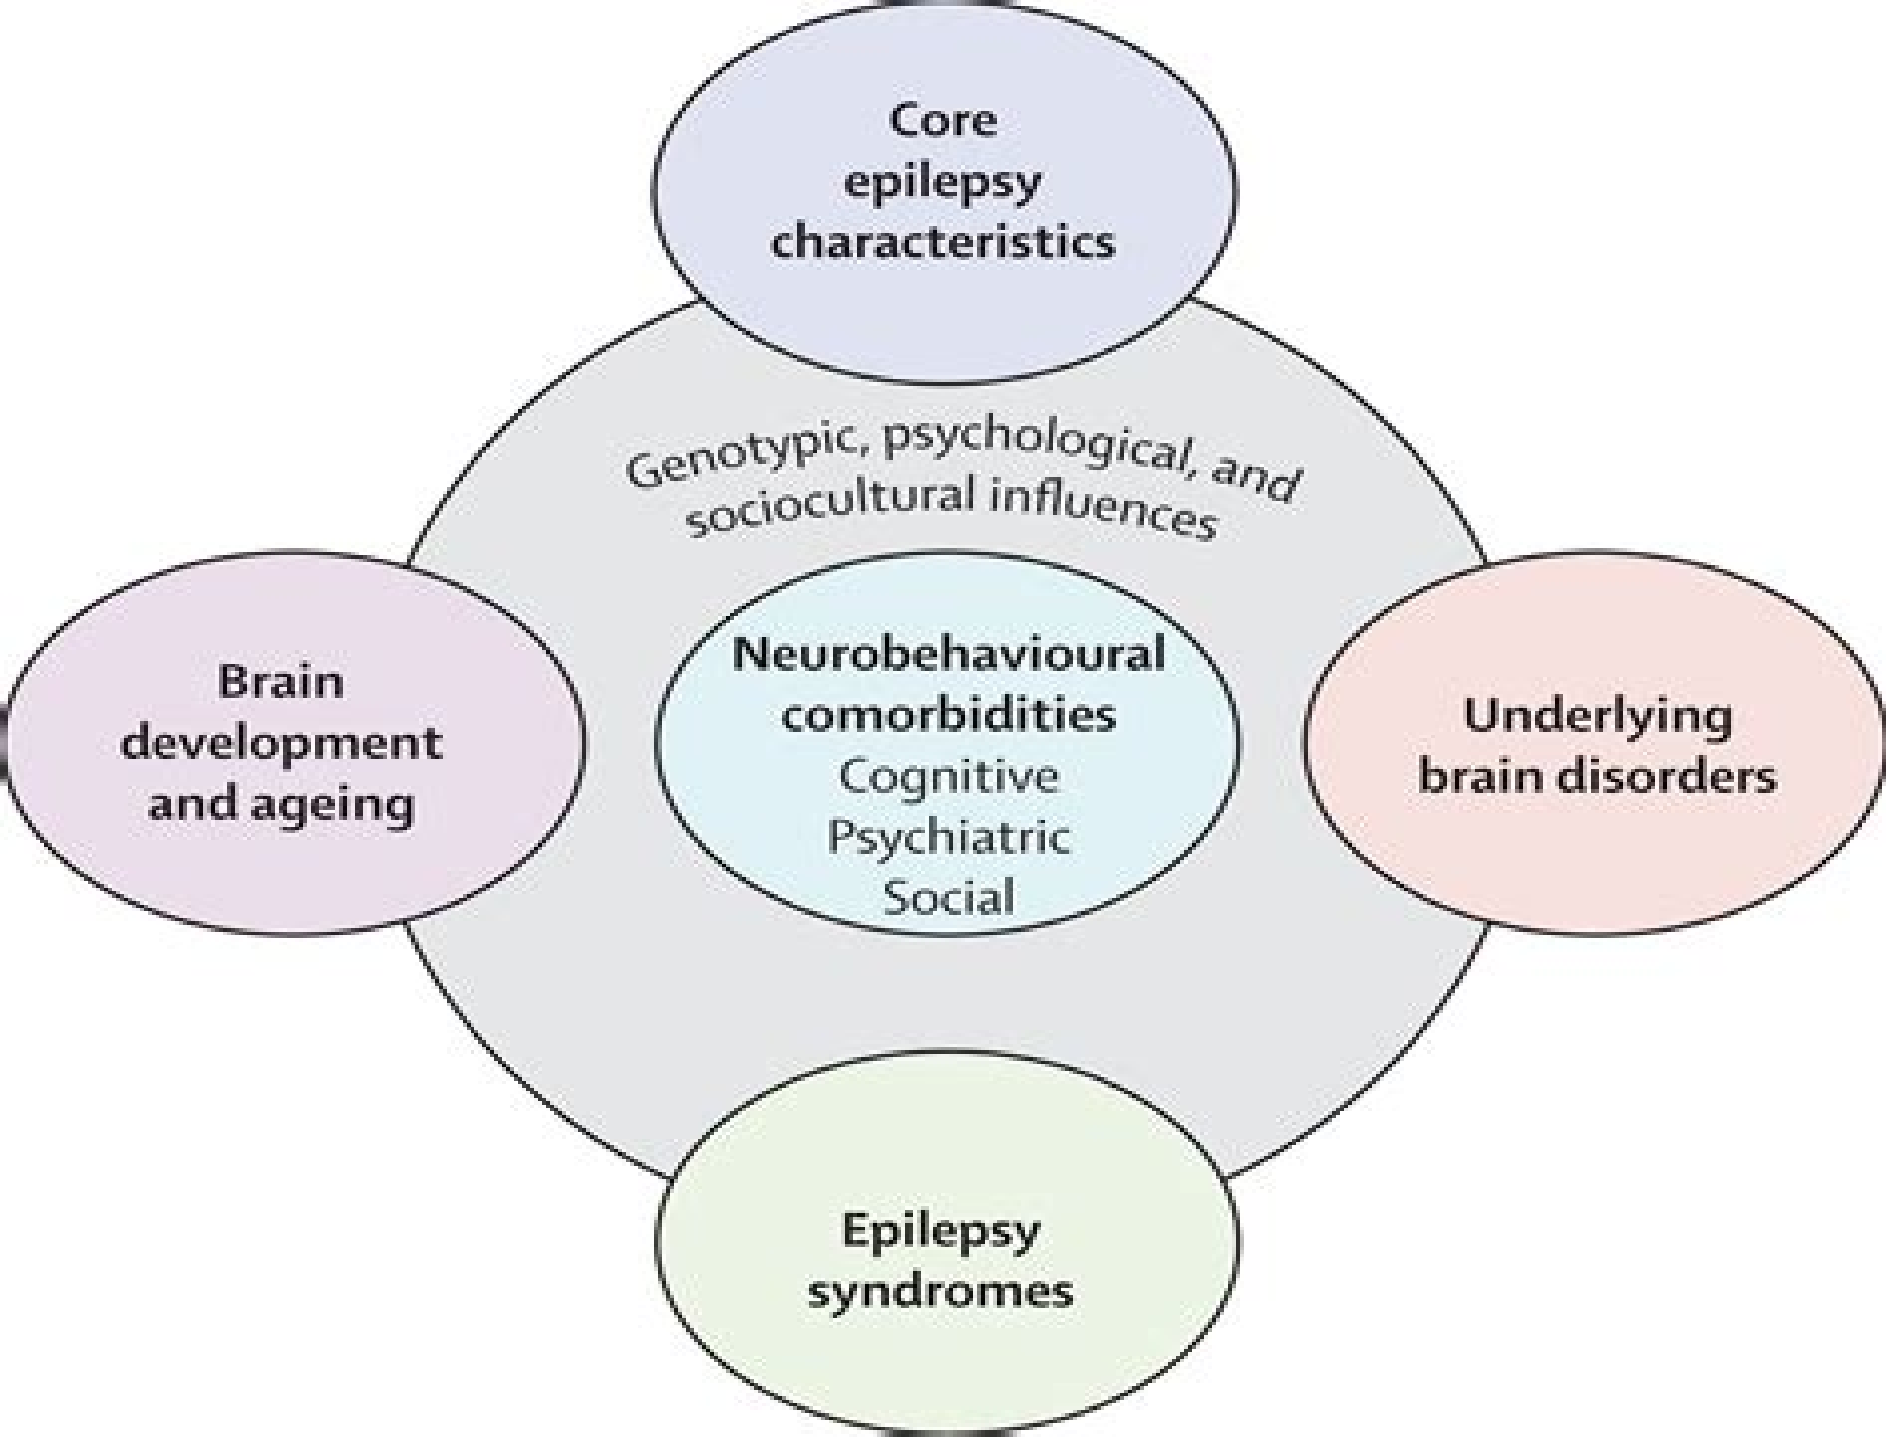 Core
epilepsy
characteristics
Genotypic, psychological, and
sociocultural influences
Brain
development
and ageing
Neurobehavioural
comorbidities
Cognitive
Psychiatric
Social
Underlying
brain disorders
Epilepsy
syndromes